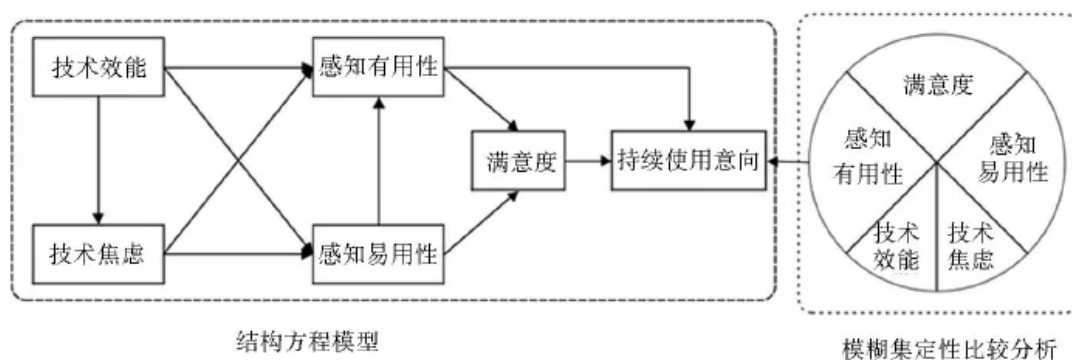 技术效能
感知有用性
满意度
持续使用意向
技术焦虑
感知易用性
结构方程模型
满意度
感知
有用性
感知
易用性
技术
效能
技术
焦虑
模糊集定性比较分析